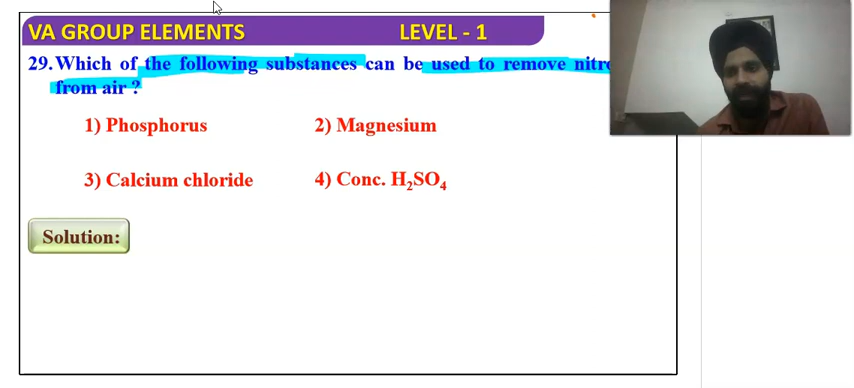 VA GROUP ELEMENTS LEVEL - 1
29. Which of the following substances can be used to remove
from air ?
1) Phosphorus 2) Magnesium
3) Calcium chloride 4) Conc. H₂SO₄
Solution: